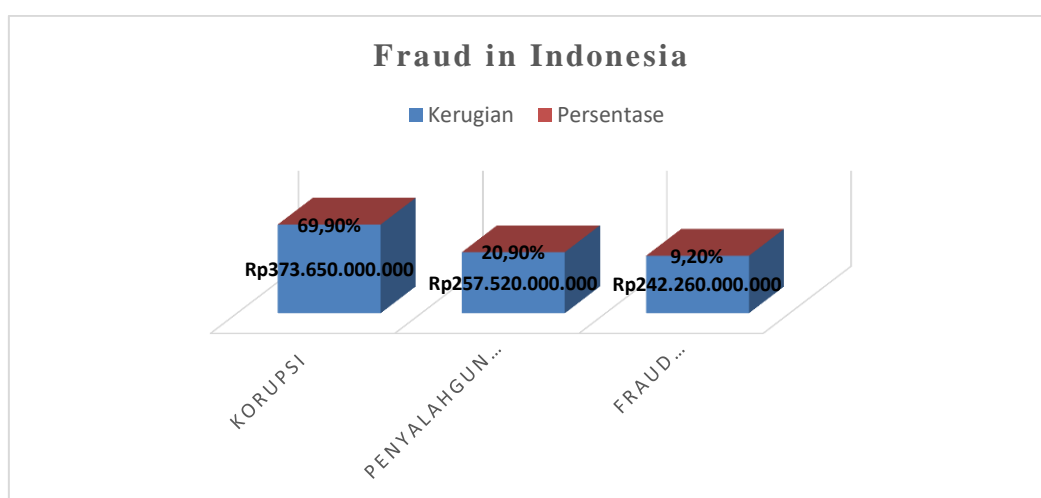 Fraud in Indonesia
Kerugian Persentase
69,90%
Rp373.650.000.000
20,90%
Rp257.520.000.000
9,20%
Rp242.260.000.000
KORUPSI
PENYALAHGUN...
FRAUD...